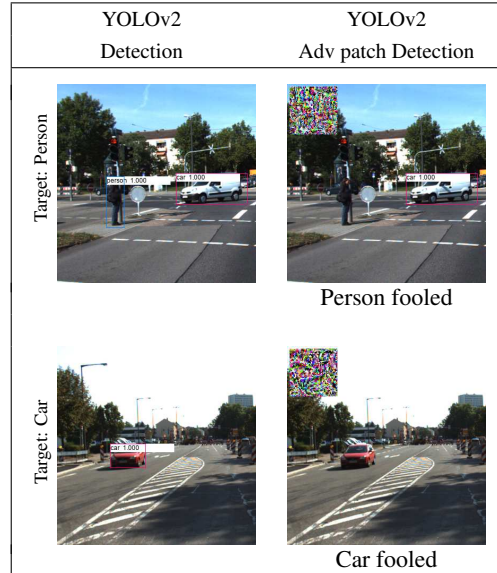 YOLOv2 YOLOv2
Detection Adv patch Detection
Target: Person
person 1.000 car 1.000
car 1.000
Person fooled
Target: Car
car 1.000
Car fooled